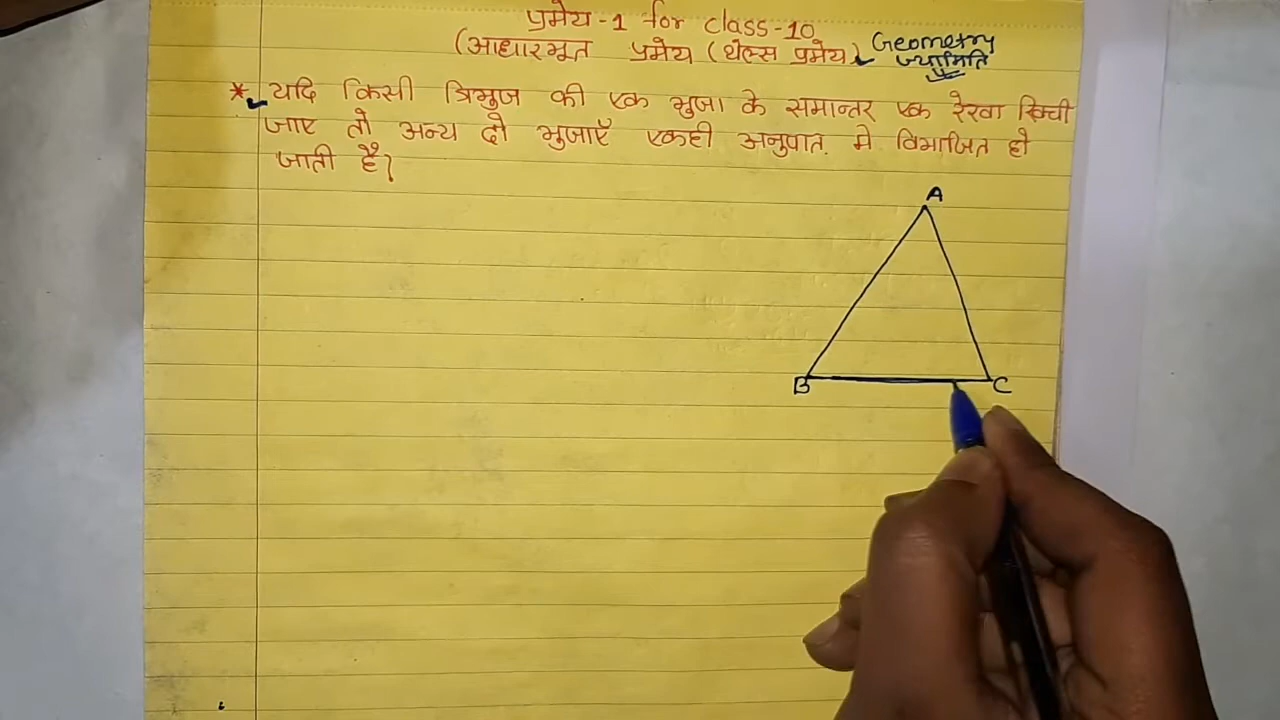 प्रमेय-1 for class-10
(आधारभूत प्रमेय (थेल्स प्रमेय) Geometry
ज्यामिति
* यदि किसी त्रिभुज की एक भुजा के समान्तर एक रेखा खिची
जाए तो अन्य दो भुजाएँ एकही अनुपात. मे विभाजित हो
जाती है।
A
B C